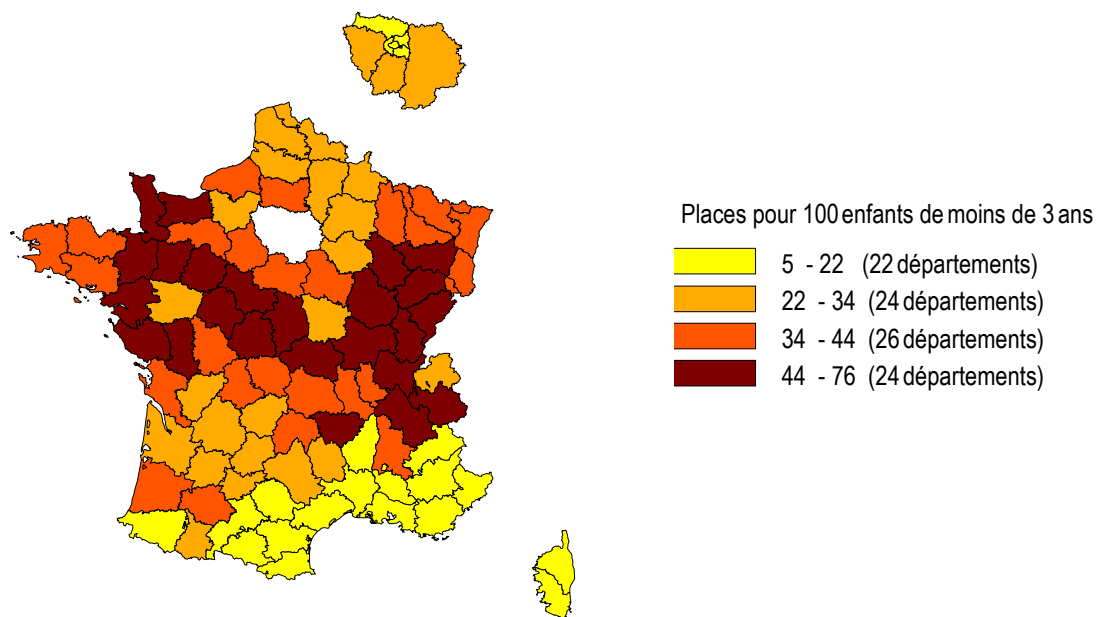 Places pour 100 enfants de moins de 3 ans
5 - 22 (22 départements)
22 - 34 (24 départements)
34 - 44 (26 départements)
44 - 76 (24 départements)